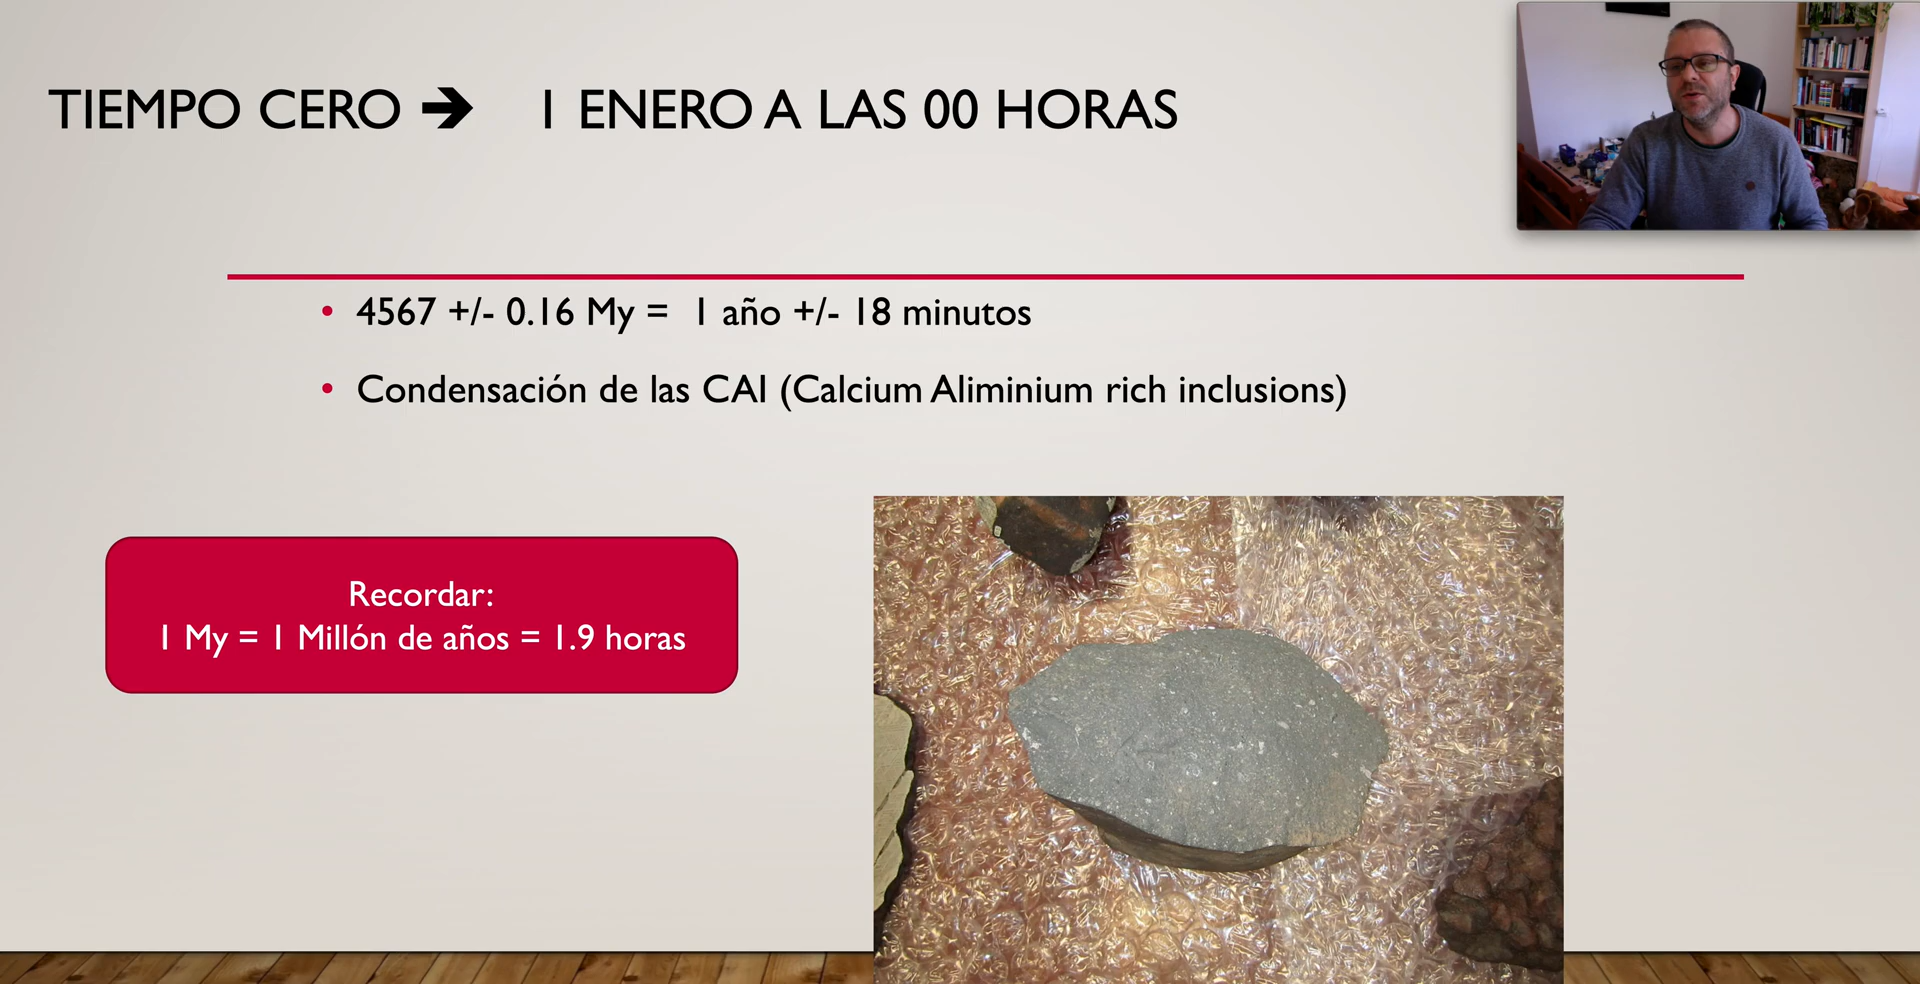 TIEMPO CERO ➔ 1 ENERO A LAS 00 HORAS
• 4567 +/- 0.16 My = 1 año +/- 18 minutos
• Condensación de las CAI (Calcium Aliminium rich inclusions)
Recordar:
1 My = 1 Millón de años = 1.9 horas